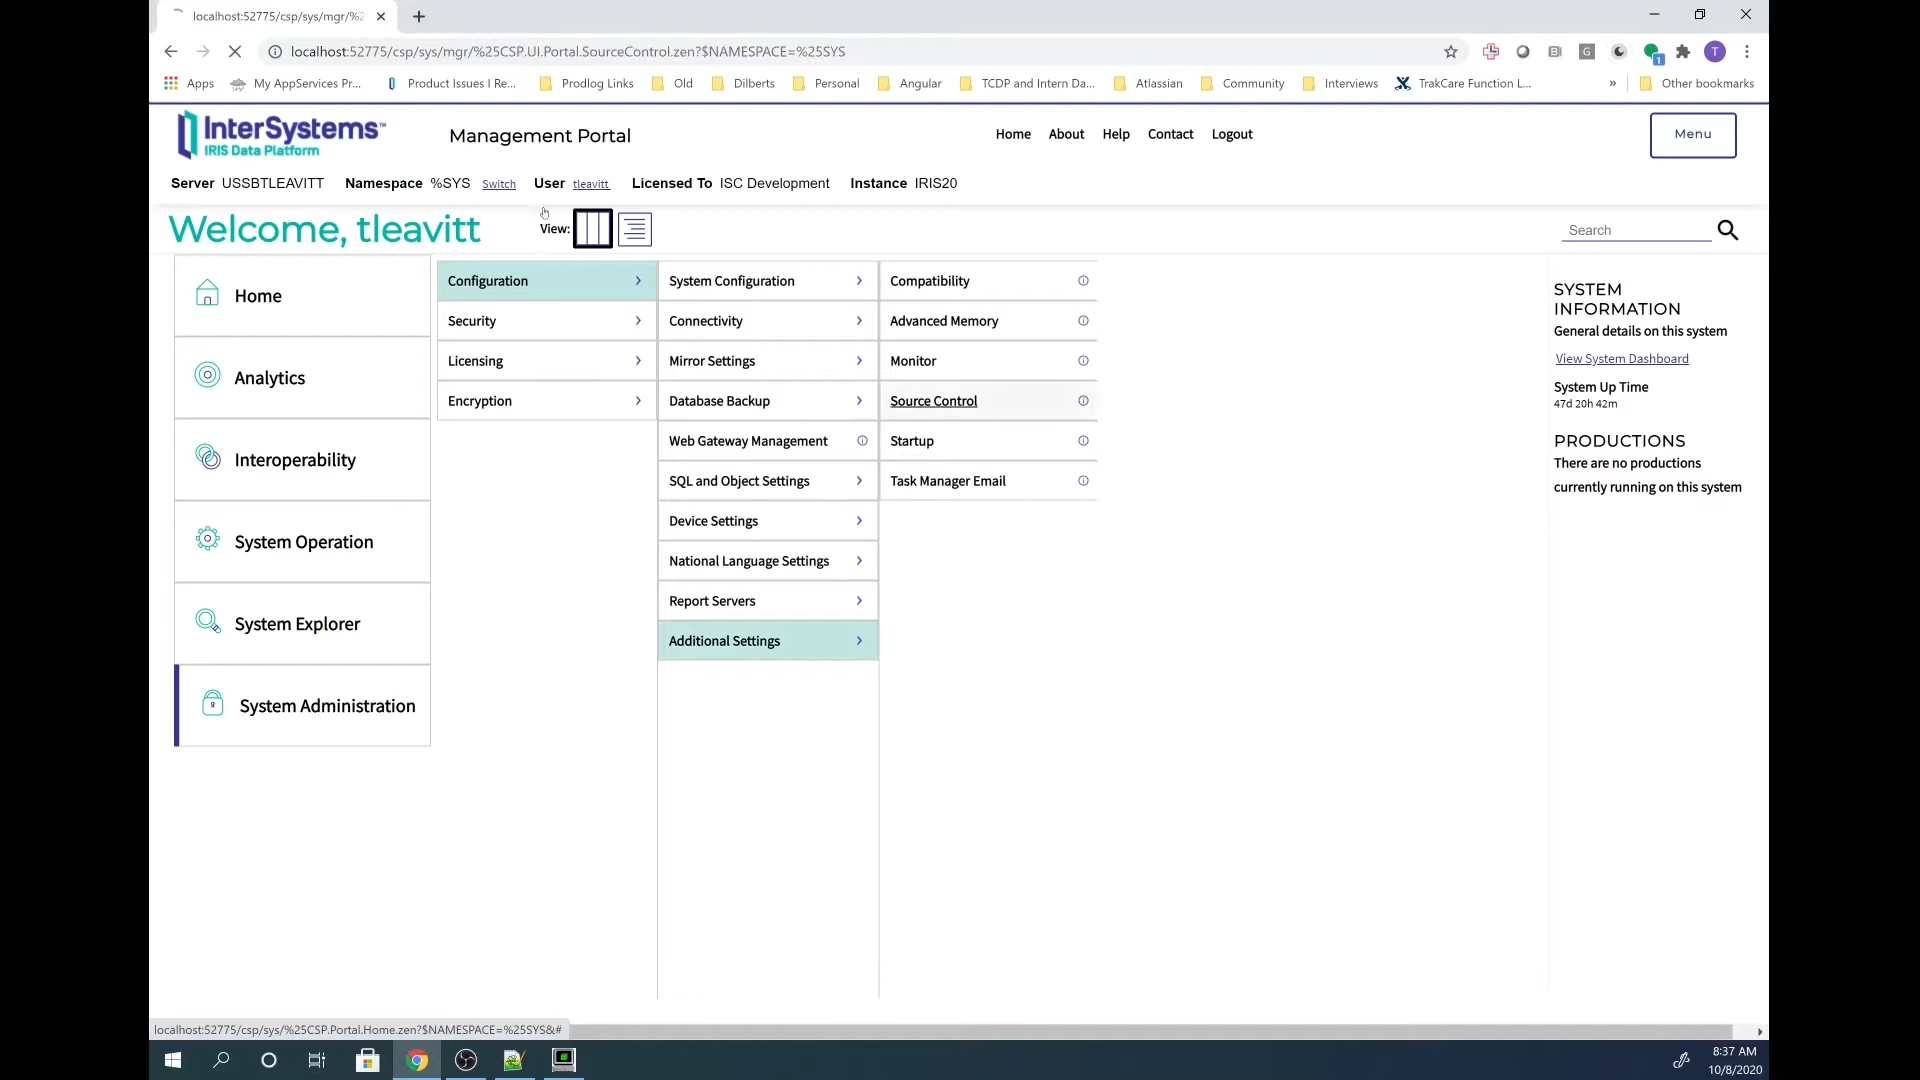 localhost:52775/csp/sys/mgr/%2
localhost:52775/csp/sys/mgr/%25CSP.UI.Portal.SourceControl.zen?$NAMESPACE=%25SYS
T
1
Apps
My AppServices Pr...
Product Issues I Re...
Prodlog Links
Old
Dilberts
Personal
Angular
TCDP and Intern Da...
Atlassian
Community
Interviews
TrakCare Function L...
»
Other bookmarks
InterSystems™
IRIS Data Platform
Management Portal
Home About Help Contact Logout
Menu
Server USSBTLEAVITT Namespace %SYS Switch User tleavitt Licensed To ISC Development Instance IRIS20
Welcome, tleavitt
View:
Search
Home
Analytics
Interoperability
System Operation
System Explorer
System Administration
Configuration
Security
Licensing
Encryption
System Configuration
Connectivity
Mirror Settings
Database Backup
Web Gateway Management
SQL and Object Settings
Device Settings
National Language Settings
Report Servers
Additional Settings
Compatibility
Advanced Memory
Monitor
Source Control
Startup
Task Manager Email
SYSTEM
INFORMATION
General details on this system
View System Dashboard
System Up Time
47d 20h 42m
PRODUCTIONS
There are no productions
currently running on this system
localhost:52775/csp/sys/%25CSP.Portal.Home.zen?$NAMESPACE=%25SYS&#
8:37 AM
10/8/2020